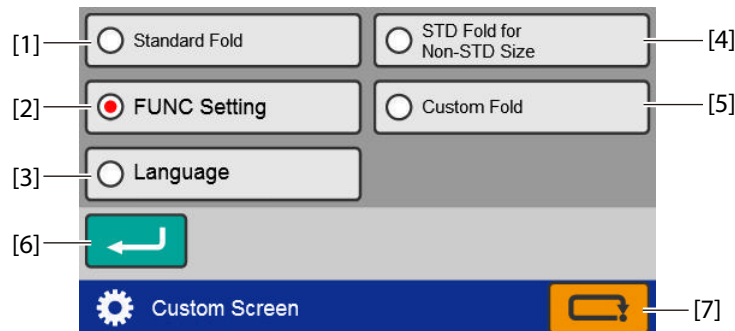 [1]
Standard Fold
STD Fold for
Non-STD Size
[4]
[2]
FUNC Setting
Custom Fold
[5]
[3]
Language
[6]
Custom Screen
[7]